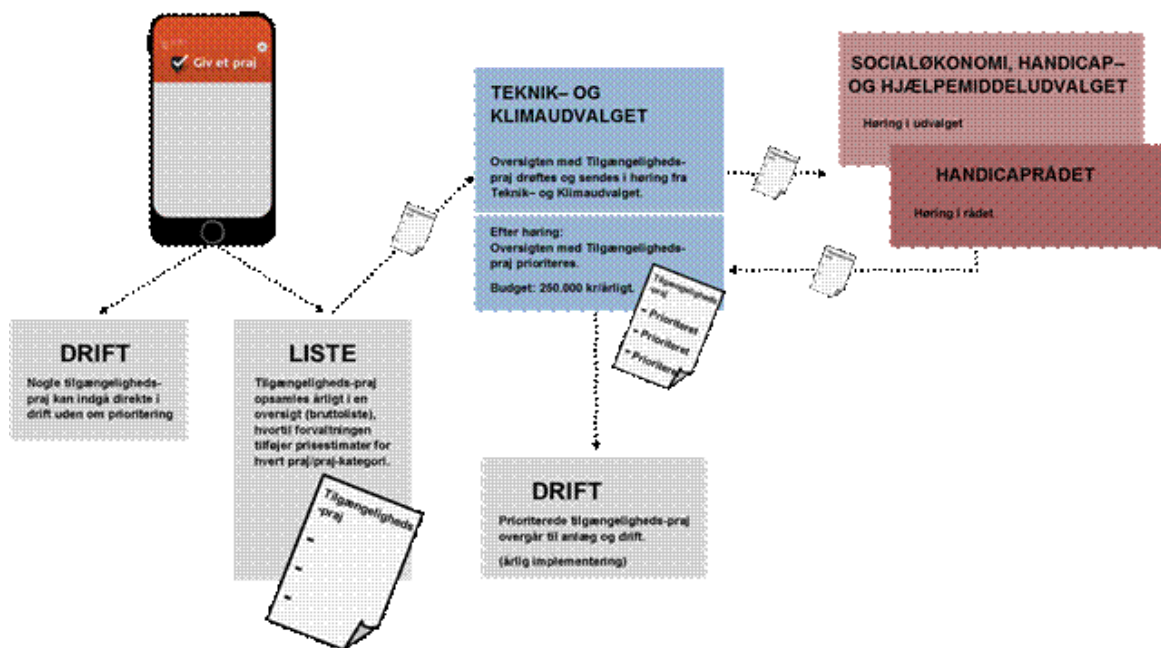 Giv et praj
TEKNIK– OG
KLIMAUDVALGET
Oversigten med Tilgængeligheds-
praj drøftes og sendes i høring fra
Teknik– og Klimaudvalget.
Efter høring:
Oversigten med Tilgængeligheds-
praj prioriteres.
Budget: 250.000 kr/årligt.
Tilgængeligheds
-praj
- Prioriteret
- Prioriteret
- Prioriteret
SOCIALØKONOMI, HANDICAP–
OG HJÆLPEMIDDELUDVALGET
Høring i udvalget
HANDICAPRÅDET
Høring i rådet
DRIFT
Nogle tilgængeligheds-
praj kan indgå direkte i
drift uden om prioritering
LISTE
Tilgængeligheds-praj
opsamles årligt i en
oversigt (bruttoliste),
hvortil forvaltningen
tilføjer prisestimater for
hvert praj/praj-kategori.
Tilgængeligheds
-praj
-
-
-
DRIFT
Prioriterede tilgængeligheds-praj
overgår til anlæg og drift.
(årlig implementering)